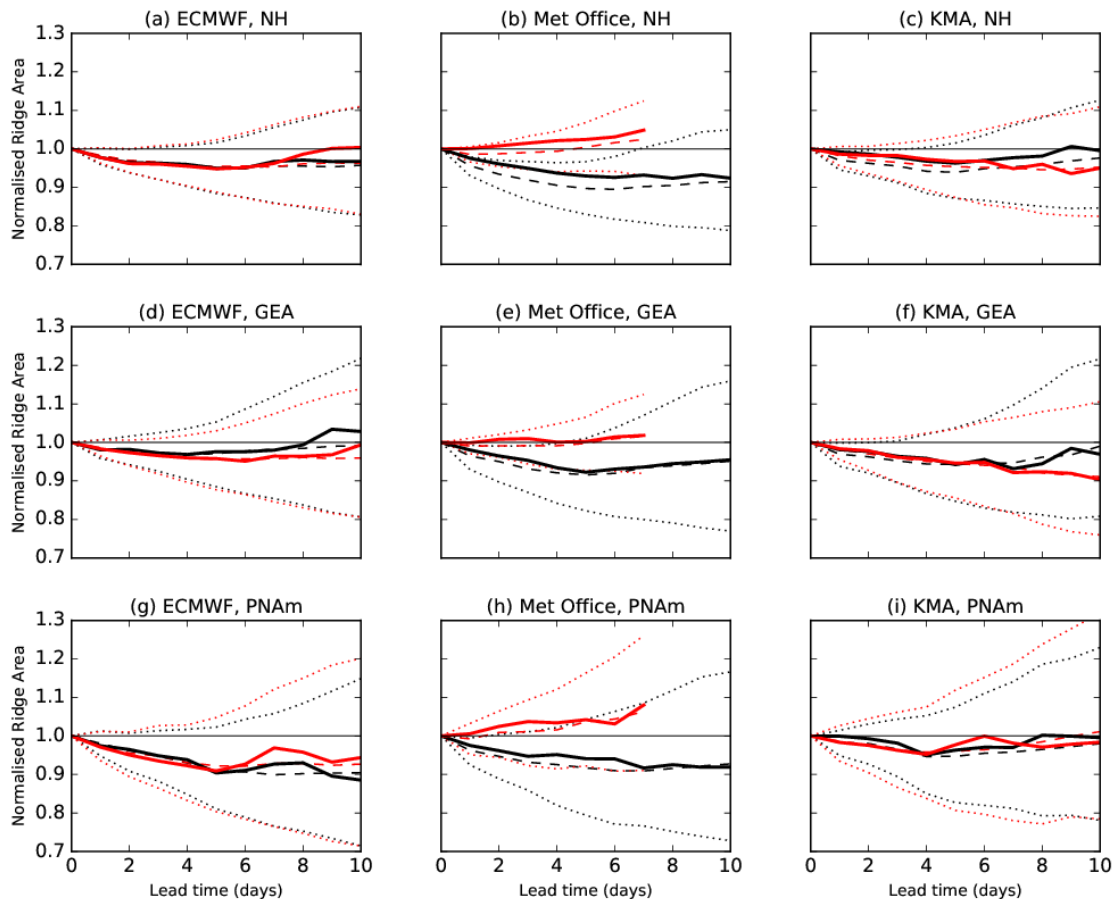 (a) ECMWF, NH
(b) Met Office, NH
(c) KMA, NH
Normalised Ridge Area
1.3
1.2
1.1
1.0
0.9
0.8
0.7
(d) ECMWF, GEA
(e) Met Office, GEA
(f) KMA, GEA
Normalised Ridge Area
1.3
1.2
1.1
1.0
0.9
0.8
0.7
(g) ECMWF, PNAm
(h) Met Office, PNAm
(i) KMA, PNAm
Normalised Ridge Area
1.3
1.2
1.1
1.0
0.9
0.8
0.7
0 2 4 6 8 10
0 2 4 6 8 10
0 2 4 6 8 10
Lead time (days)
Lead time (days)
Lead time (days)